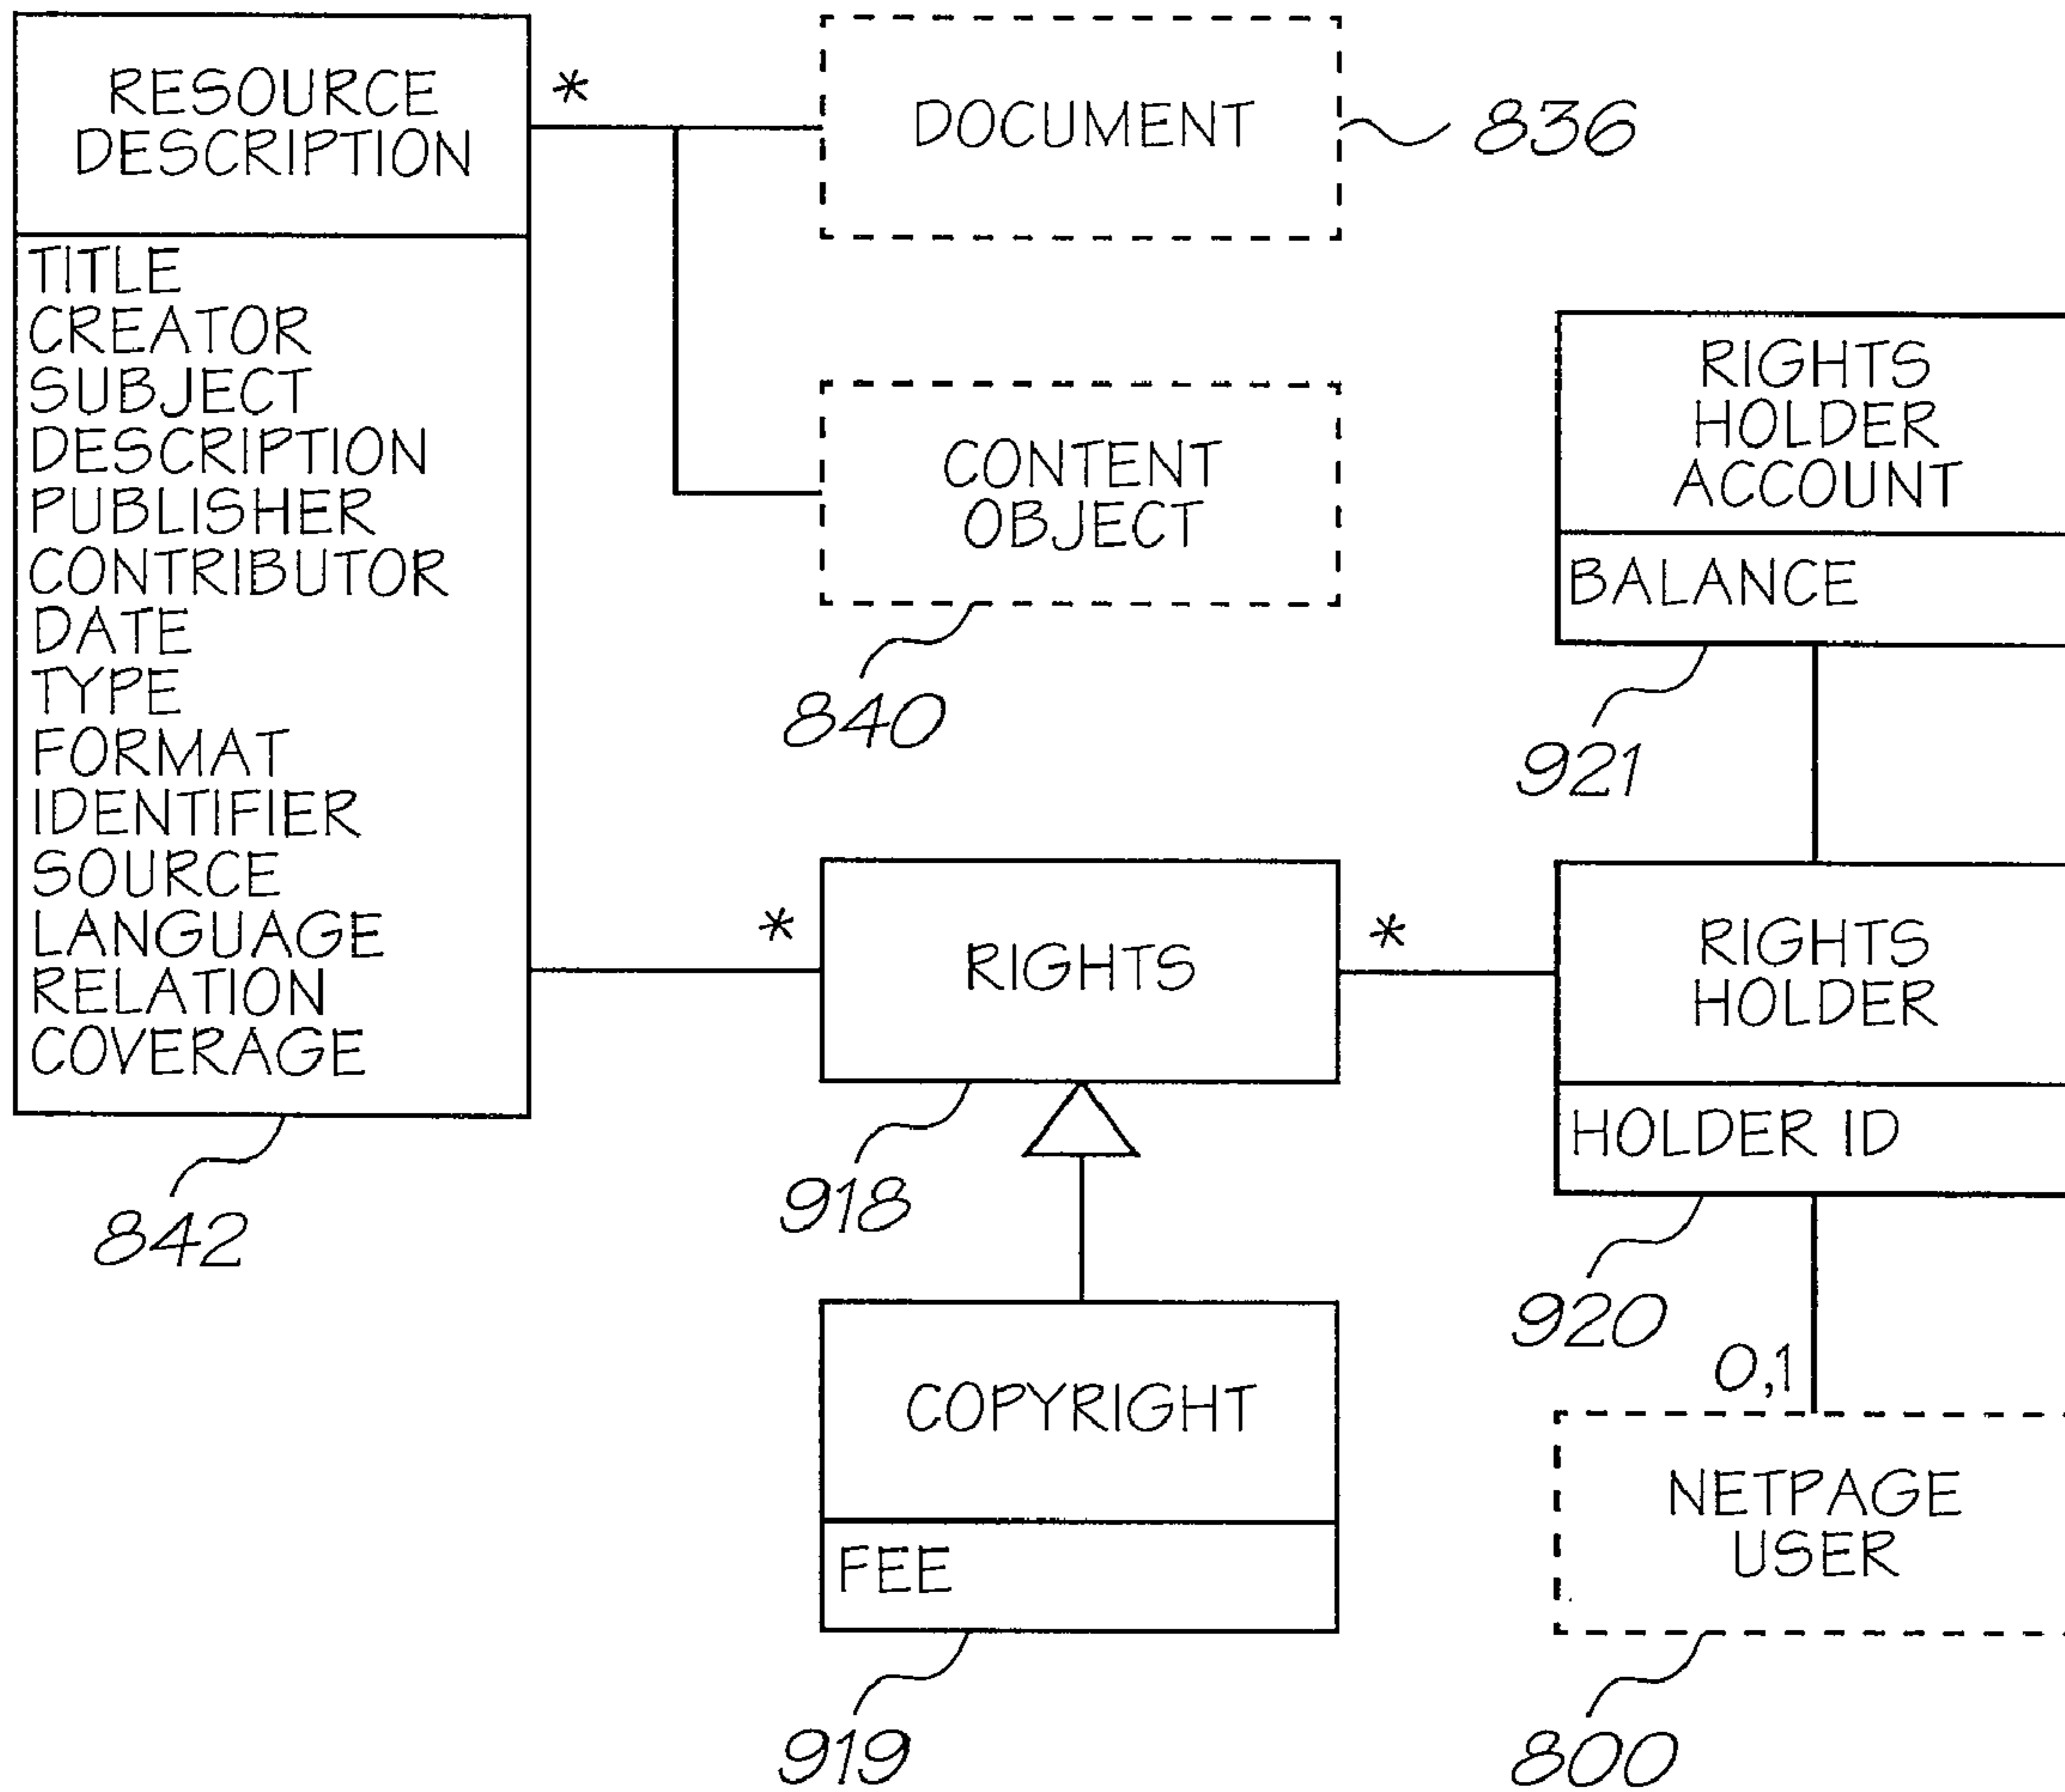 RESOURCE
DESCRIPTION
*
TITLE
CREATOR
SUBJECT
DESCRIPTION
PUBLISHER
CONTRIBUTOR
DATE
TYPE
FORMAT
IDENTIFIER
SOURCE
LANGUAGE
RELATION
COVERAGE
842
DOCUMENT
836
CONTENT
OBJECT
840
RIGHTS
HOLDER
ACCOUNT
BALANCE
921
*
RIGHTS
*
918
RIGHTS
HOLDER
HOLDER ID
920
0,1
COPYRIGHT
FEE
919
NETPAGE
USER
800